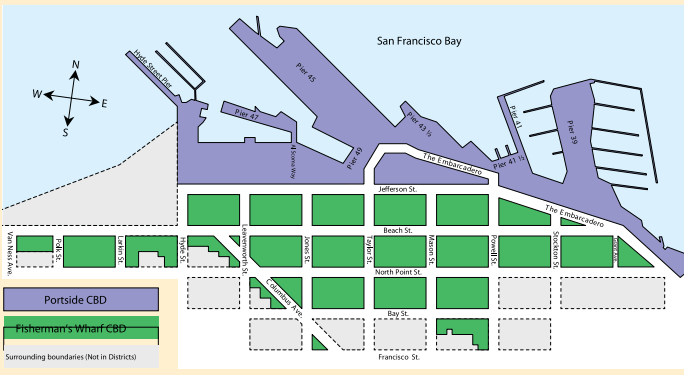 San Francisco Bay
N
W
E
S
Hyde Street Pier
Pier 45
Pier 47
Al Scoma Way
Pier 49
Pier 43 ½
Pier 41
Pier 41 ½
Pier 39
The Embarcadero
The Embarcadero
Jefferson St.
Beach St.
North Point St.
Bay St.
Francisco St.
Van Ness Ave.
Polk St.
Larkin St.
Hyde St.
Leavenworth St.
Jones St.
Taylor St.
Mason St.
Powell St.
Stockton St.
Columbus Ave.
Portside CBD
Fisherman's Wharf CBD
Surrounding boundaries (Not in Districts)